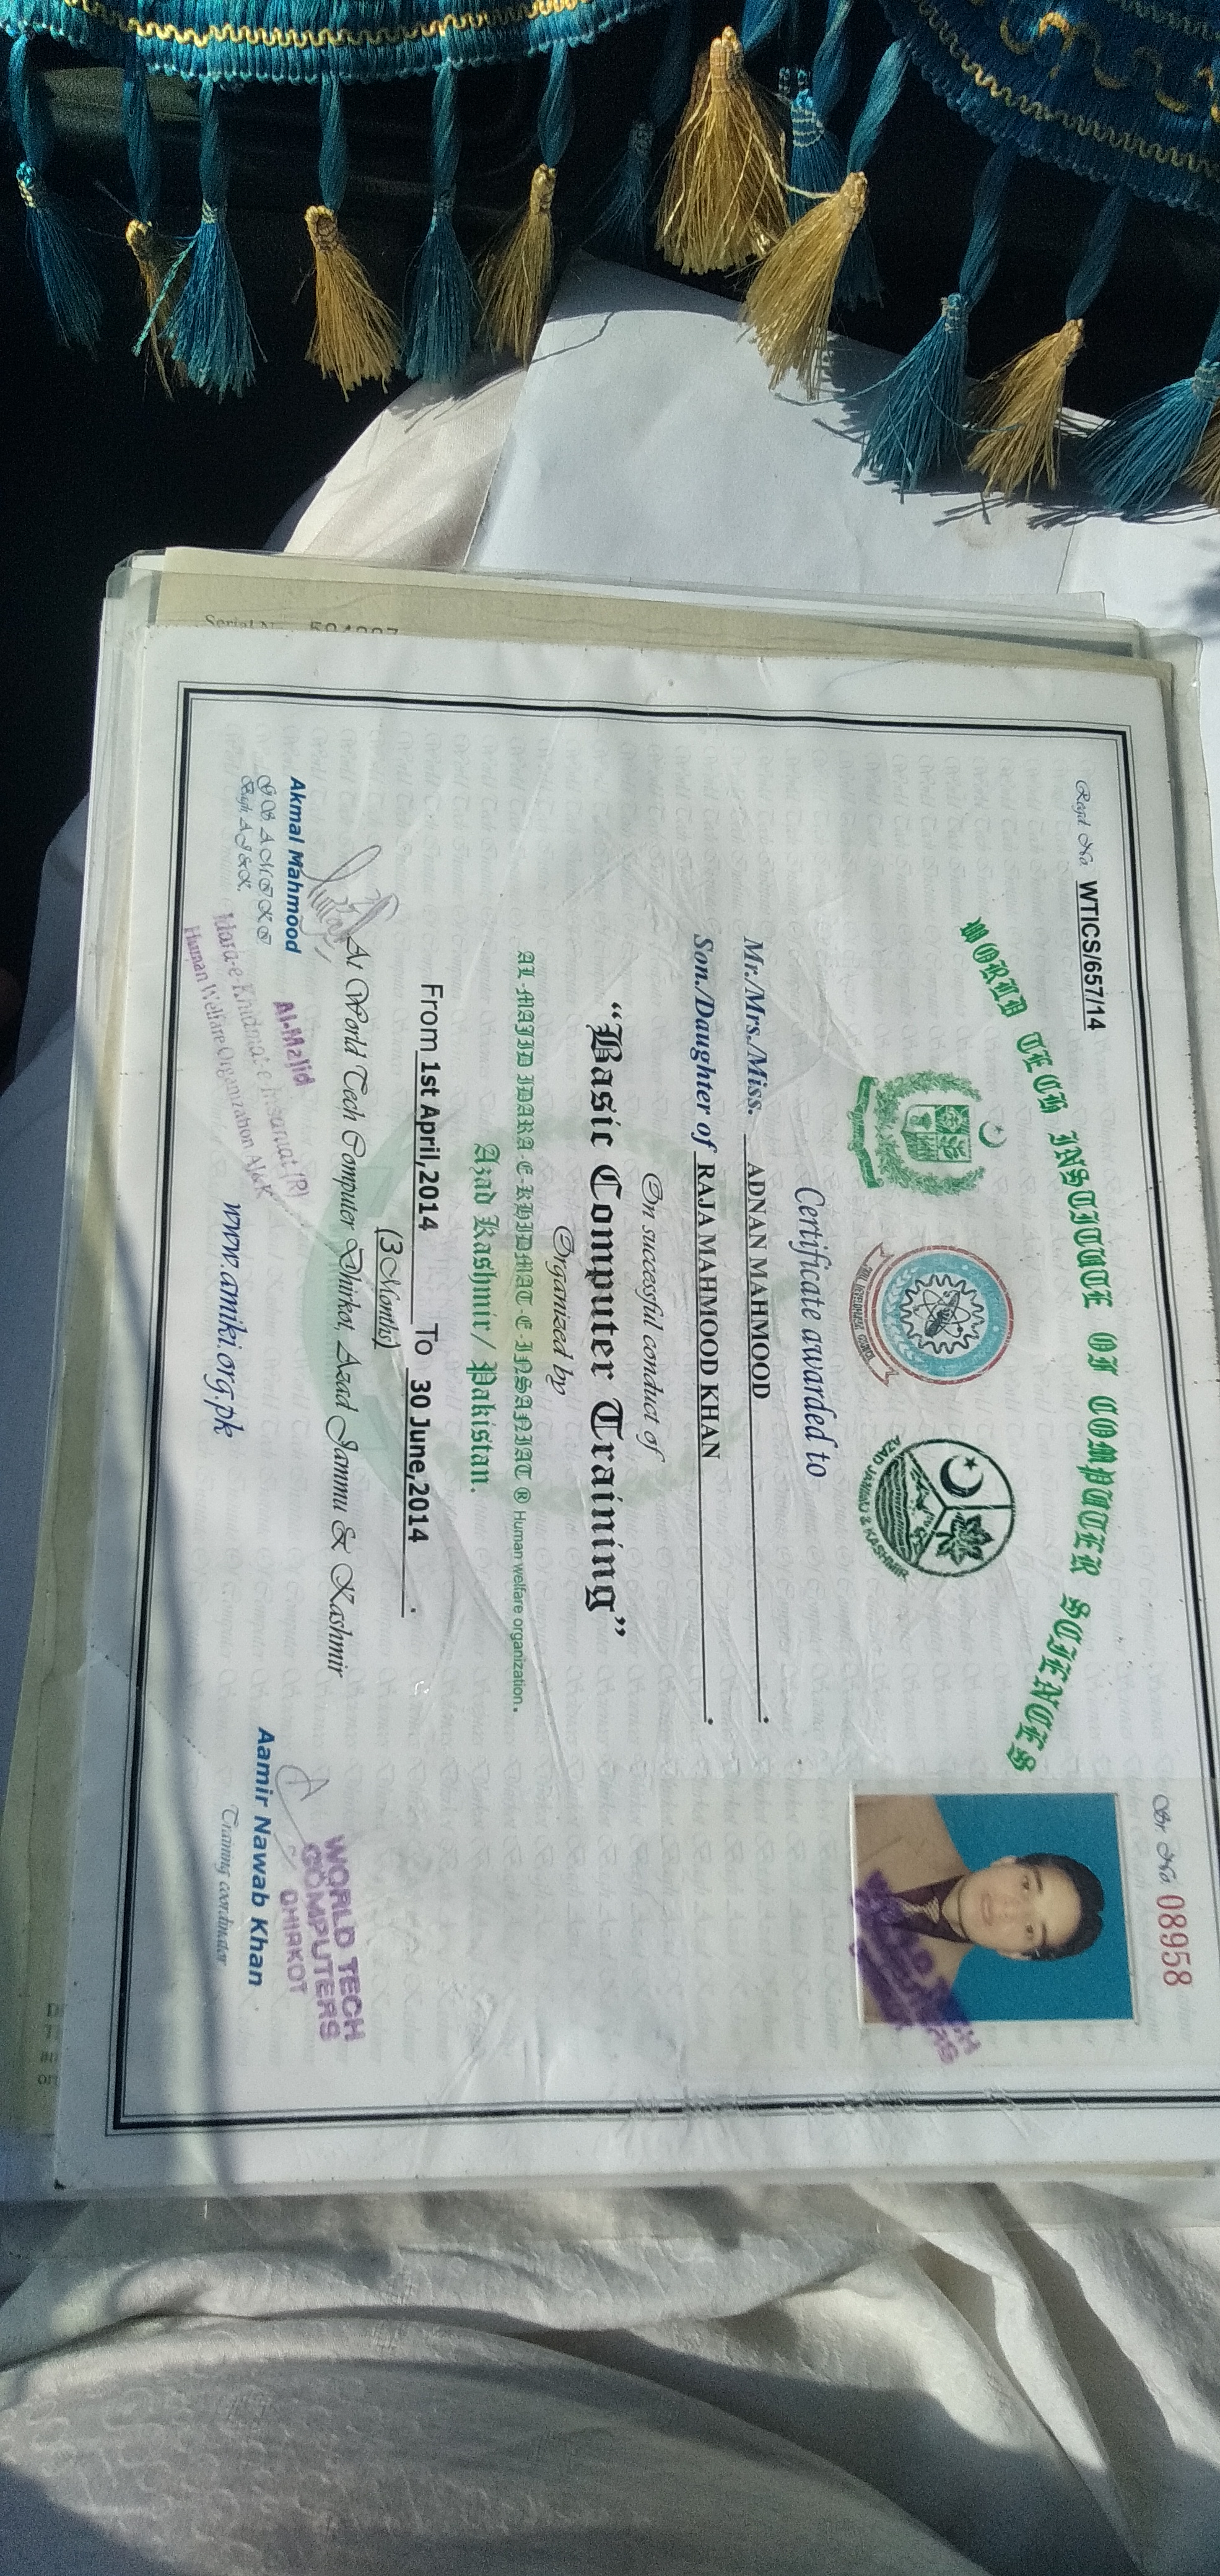 Serial No.
Regd. No. WTICS/657/14
Sr No 08958
WORLD TECH INSTITUTE OF COMPUTER SCIENCES
AZAD JAMMU & KASHMIR
Certificate awarded to
Mr./Mrs./Miss. ADNAN MAHMOOD.
Son./Daughter of RAJA MAHMOOD KHAN.
On successful conduct of
“Basic Computer Training”
Organized by
AL-MAJID IDARA-E-KHIDMAT-E-INSANIAT ® Human welfare organization.
Azad Kashmir/ Pakistan.
From 1st April,2014 To 30 June,2014.
(3 Months)
At World Tech Computer Dhirkot, Azad Jammu & Kashmir
Akmal Mahmood
Bagh A J & K.
Al-Majid
Idara-e-Khidmat-e-Insaniat (R)
Human Welfare Organization AJ&K
www.amiki.org.pk
WORLD TECH
COMPUTERS
DHIRKOT
Aamir Nawab Khan
Training coordinator